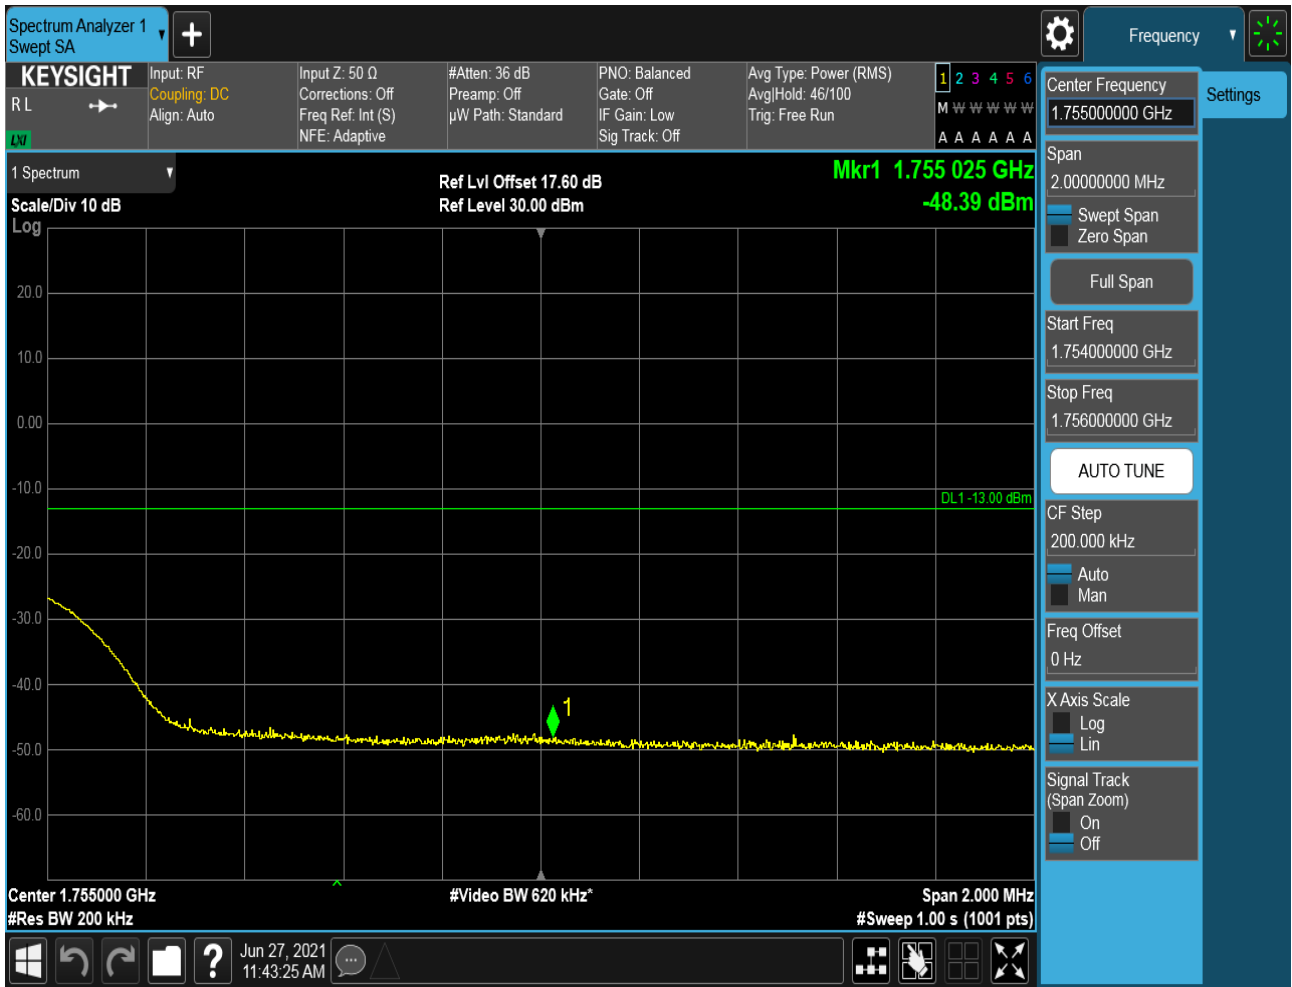 Spectrum Analyzer 1
Swept SA
+
Frequency
KEYSIGHT
R L
LXI
Input: RF
Coupling: DC
Align: Auto
Input Z: 50 Ω
Corrections: Off
Freq Ref: Int (S)
NFE: Adaptive
#Atten: 36 dB
Preamp: Off
µW Path: Standard
PNO: Balanced
Gate: Off
IF Gain: Low
Sig Track: Off
Avg Type: Power (RMS)
Avg|Hold: 46/100
Trig: Free Run
1 2 3 4 5 6
M W W W W W
A A A A A A
1 Spectrum
Scale/Div 10 dB
Log
Ref Lvl Offset 17.60 dB
Ref Level 30.00 dBm
Mkr1 1.755 025 GHz
-48.39 dBm
20.0
10.0
0.00
-10.0
DL1 -13.00 dBm
-20.0
-30.0
-40.0
1
-50.0
-60.0
Center 1.755000 GHz
#Res BW 200 kHz
#Video BW 620 kHz*
Span 2.000 MHz
#Sweep 1.00 s (1001 pts)
?
Jun 27, 2021
11:43:25 AM
Center Frequency
1.755000000 GHz
Settings
Span
2.00000000 MHz
Swept Span
Zero Span
Full Span
Start Freq
1.754000000 GHz
Stop Freq
1.756000000 GHz
AUTO TUNE
CF Step
200.000 kHz
Auto
Man
Freq Offset
0 Hz
X Axis Scale
Log
Lin
Signal Track
(Span Zoom)
On
Off